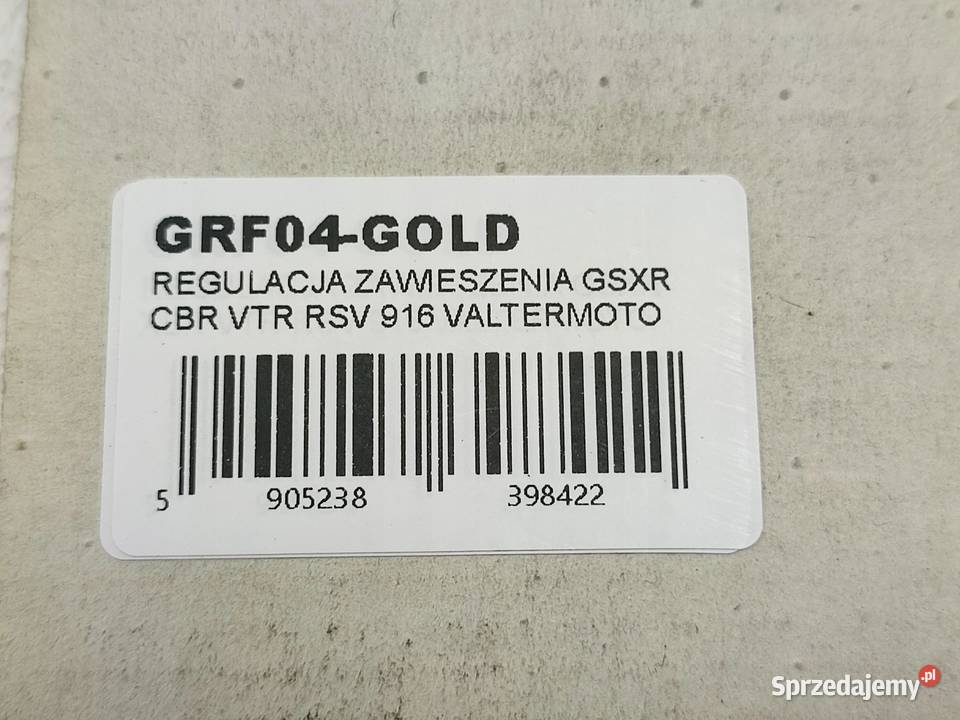 GRF04-GOLD
REGULACJA ZAWIESZENIA GSXR
CBR VTR RSV 916 VALTERMOTO
5 905238 398422
Sprzedajemy.pl